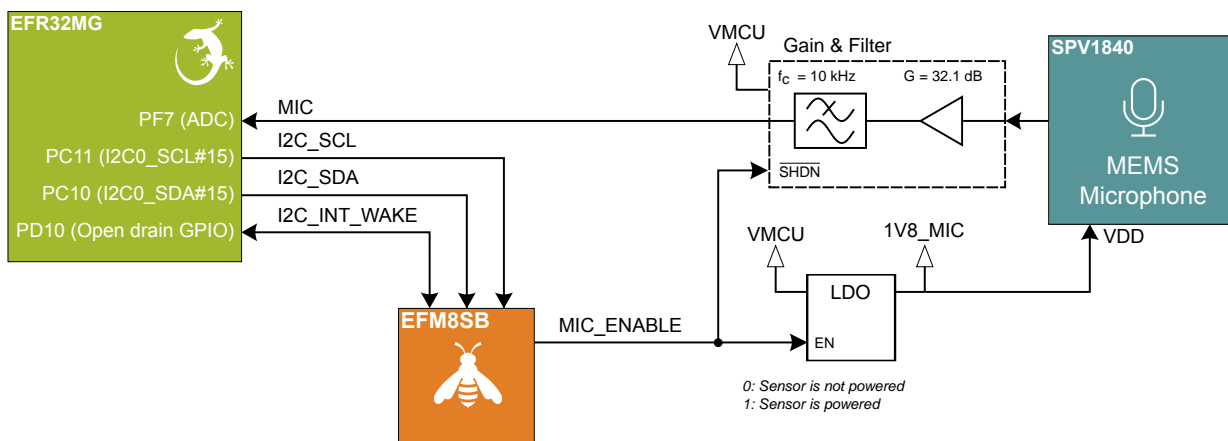 EFR32MG
PF7 (ADC)
PC11 (I2C0_SCL#15)
PC10 (I2C0_SDA#15)
PD10 (Open drain GPIO)
MIC
I2C_SCL
I2C_SDA
I2C_INT_WAKE
EFM8SB
MIC_ENABLE
VMCU
Gain & Filter
fc = 10 kHz
G = 32.1 dB
SHDN
SPV1840
MEMS
Microphone
VDD
VMCU
1V8_MIC
LDO
EN
0: Sensor is not powered
1: Sensor is powered